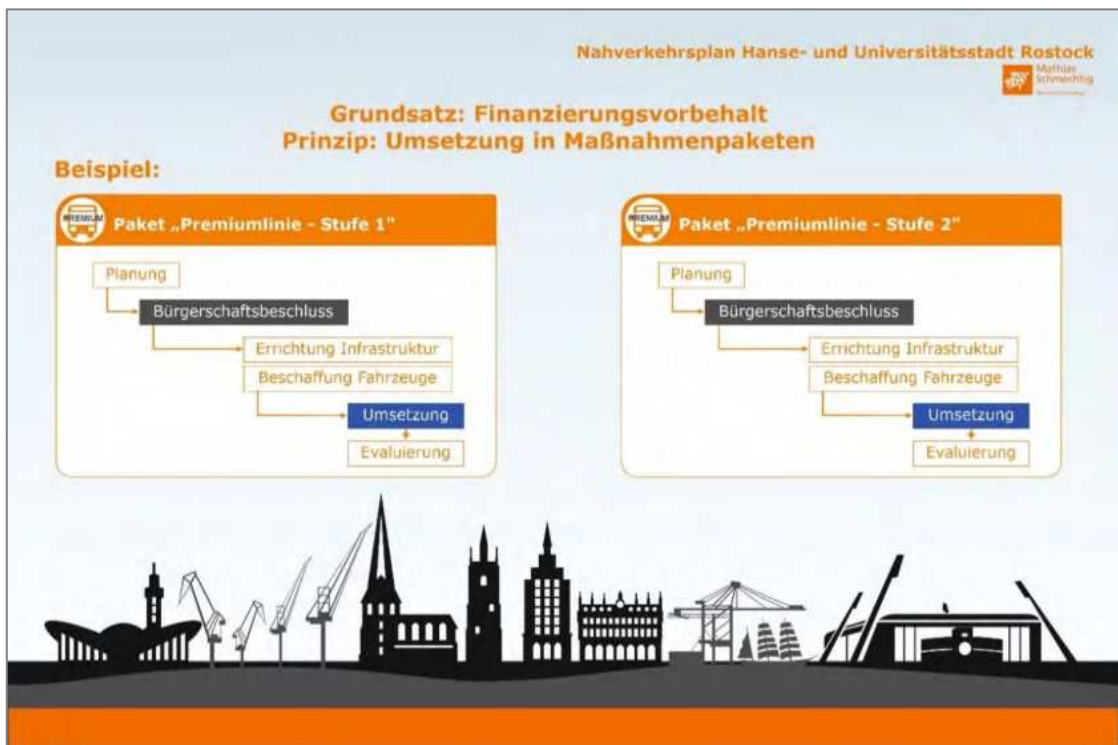 Nahverkehrsplan Hanse- und Universitätsstadt Rostock
Mathias
Schmechtig
Grundsatz: Finanzierungsvorbehalt
Prinzip: Umsetzung in Maßnahmenpaketen
Beispiel:
PREMIUM
Paket „Premiumlinie - Stufe 1"
Planung
Bürgerschaftsbeschluss
Errichtung Infrastruktur
Beschaffung Fahrzeuge
Umsetzung
Evaluierung
PREMIUM
Paket „Premiumlinie - Stufe 2"
Planung
Bürgerschaftsbeschluss
Errichtung Infrastruktur
Beschaffung Fahrzeuge
Umsetzung
Evaluierung